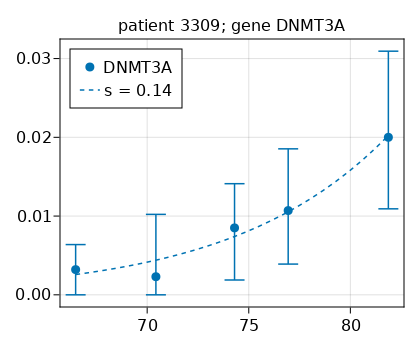 patient 3309; gene DNMT3A
DNMT3A
s = 0.14
0.03
0.02
0.01
0.00
70
75
80